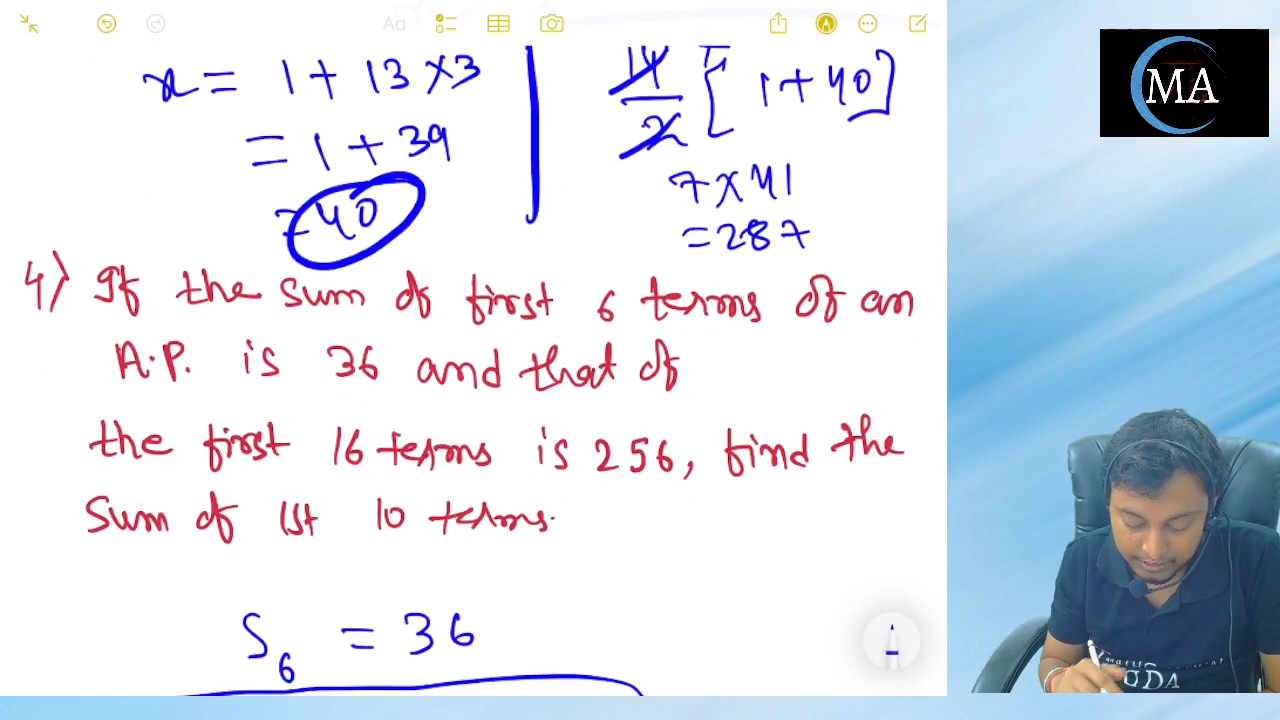 Aa
MA
x = 1 + 13 × 3
= 1 + 39
= 40
14/2 [1 + 40]
7 × 41
= 287
4) If the sum of first 6 terms of an
A.P. is 36 and that of
the first 16 terms is 256, find the
Sum of 1st 10 terms.
S6 = 36